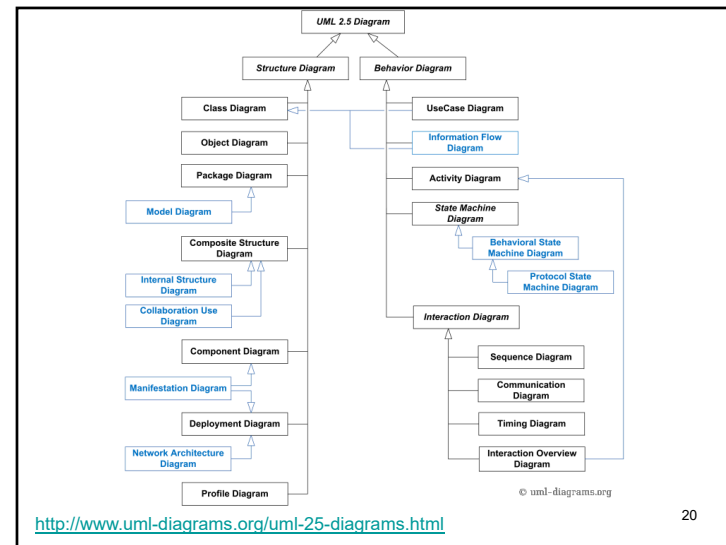 UML 2.5 Diagram
Structure Diagram
Behavior Diagram
Class Diagram
UseCase Diagram
Object Diagram
Information Flow
Diagram
Package Diagram
Activity Diagram
Model Diagram
State Machine
Diagram
Composite Structure
Diagram
Behavioral State
Machine Diagram
Internal Structure
Diagram
Protocol State
Machine Diagram
Collaboration Use
Diagram
Interaction Diagram
Component Diagram
Sequence Diagram
Manifestation Diagram
Communication
Diagram
Deployment Diagram
Timing Diagram
Network Architecture
Diagram
Interaction Overview
Diagram
Profile Diagram
© uml-diagrams.org
http://www.uml-diagrams.org/uml-25-diagrams.html
20